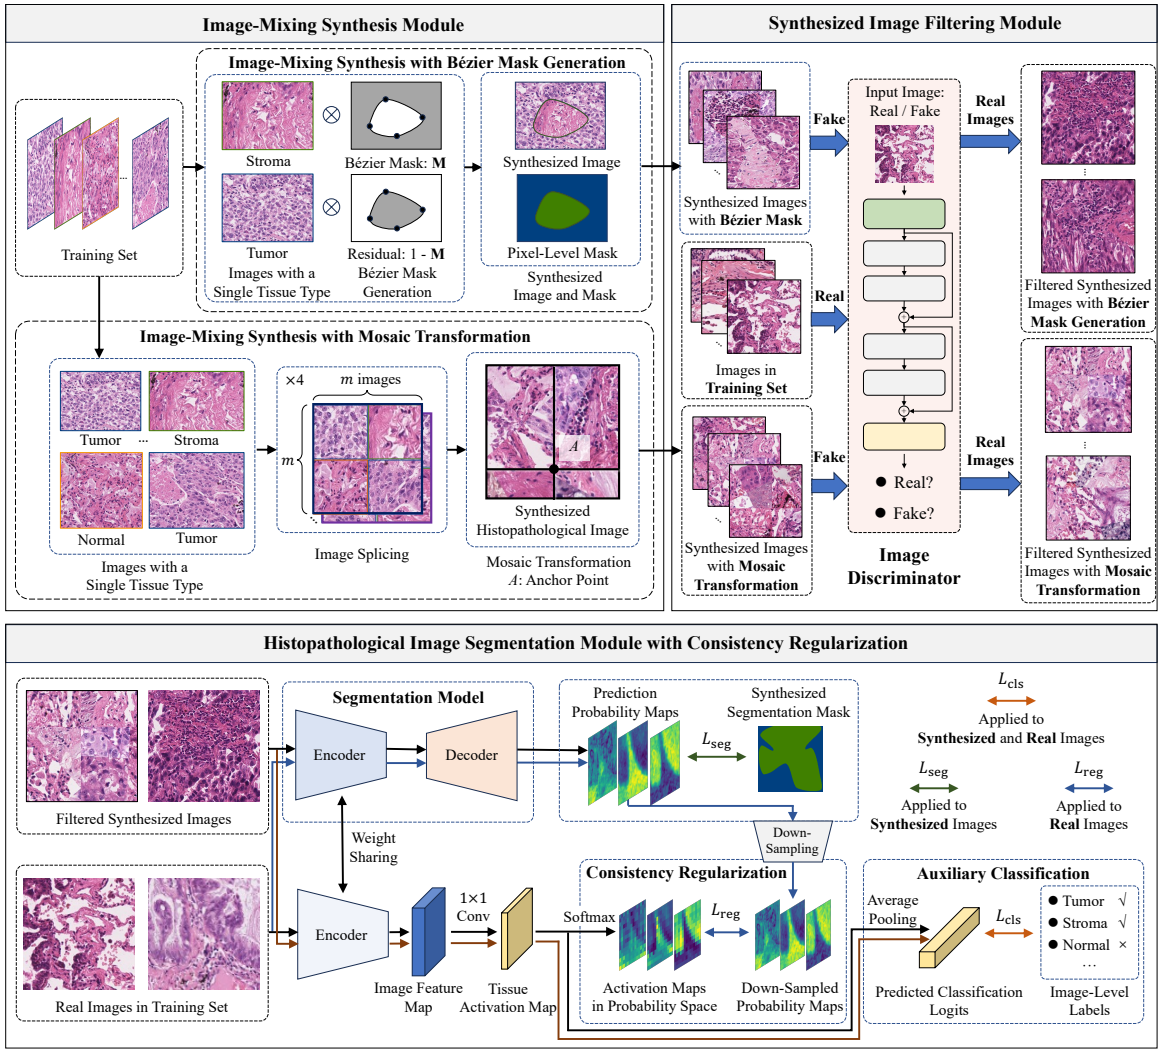 Image-Mixing Synthesis Module
Image-Mixing Synthesis with Bézier Mask Generation
Training Set
Stroma
Bézier Mask: M
Tumor
Residual: 1 - M
Images with a
Single Tissue Type
Bézier Mask
Generation
Synthesized Image
Pixel-Level Mask
Synthesized
Image and Mask
Image-Mixing Synthesis with Mosaic Transformation
Tumor
...
Stroma
Normal
Tumor
Images with a
Single Tissue Type
×4
m images
m
...
Image Splicing
A
Synthesized
Histopathological Image
Mosaic Transformation
A: Anchor Point
Synthesized Image Filtering Module
Synthesized Images
with Bézier Mask
Images in
Training Set
Synthesized Images
with Mosaic
Transformation
Fake
Real
Fake
Input Image:
Real / Fake
Real?
Fake?
Image
Discriminator
Real
Images
Real
Images
Filtered Synthesized
Images with Bézier
Mask Generation
Filtered Synthesized
Images with Mosaic
Transformation
Histopathological Image Segmentation Module with Consistency Regularization
Filtered Synthesized Images
Real Images in Training Set
Segmentation Model
Encoder
Decoder
Weight
Sharing
Encoder
Image Feature
Map
1×1
Conv
Tissue
Activation Map
Prediction
Probability Maps
Lseg
Synthesized
Segmentation Mask
Down-
Sampling
Consistency Regularization
Softmax
Lreg
Activation Maps
in Probability Space
Down-Sampled
Probability Maps
Lcls
Applied to
Synthesized and Real Images
Lseg
Applied to
Synthesized Images
Lreg
Applied to
Real Images
Auxiliary Classification
Average
Pooling
Lcls
Tumor √
Stroma √
Normal ×
...
Predicted Classification
Logits
Image-Level
Labels